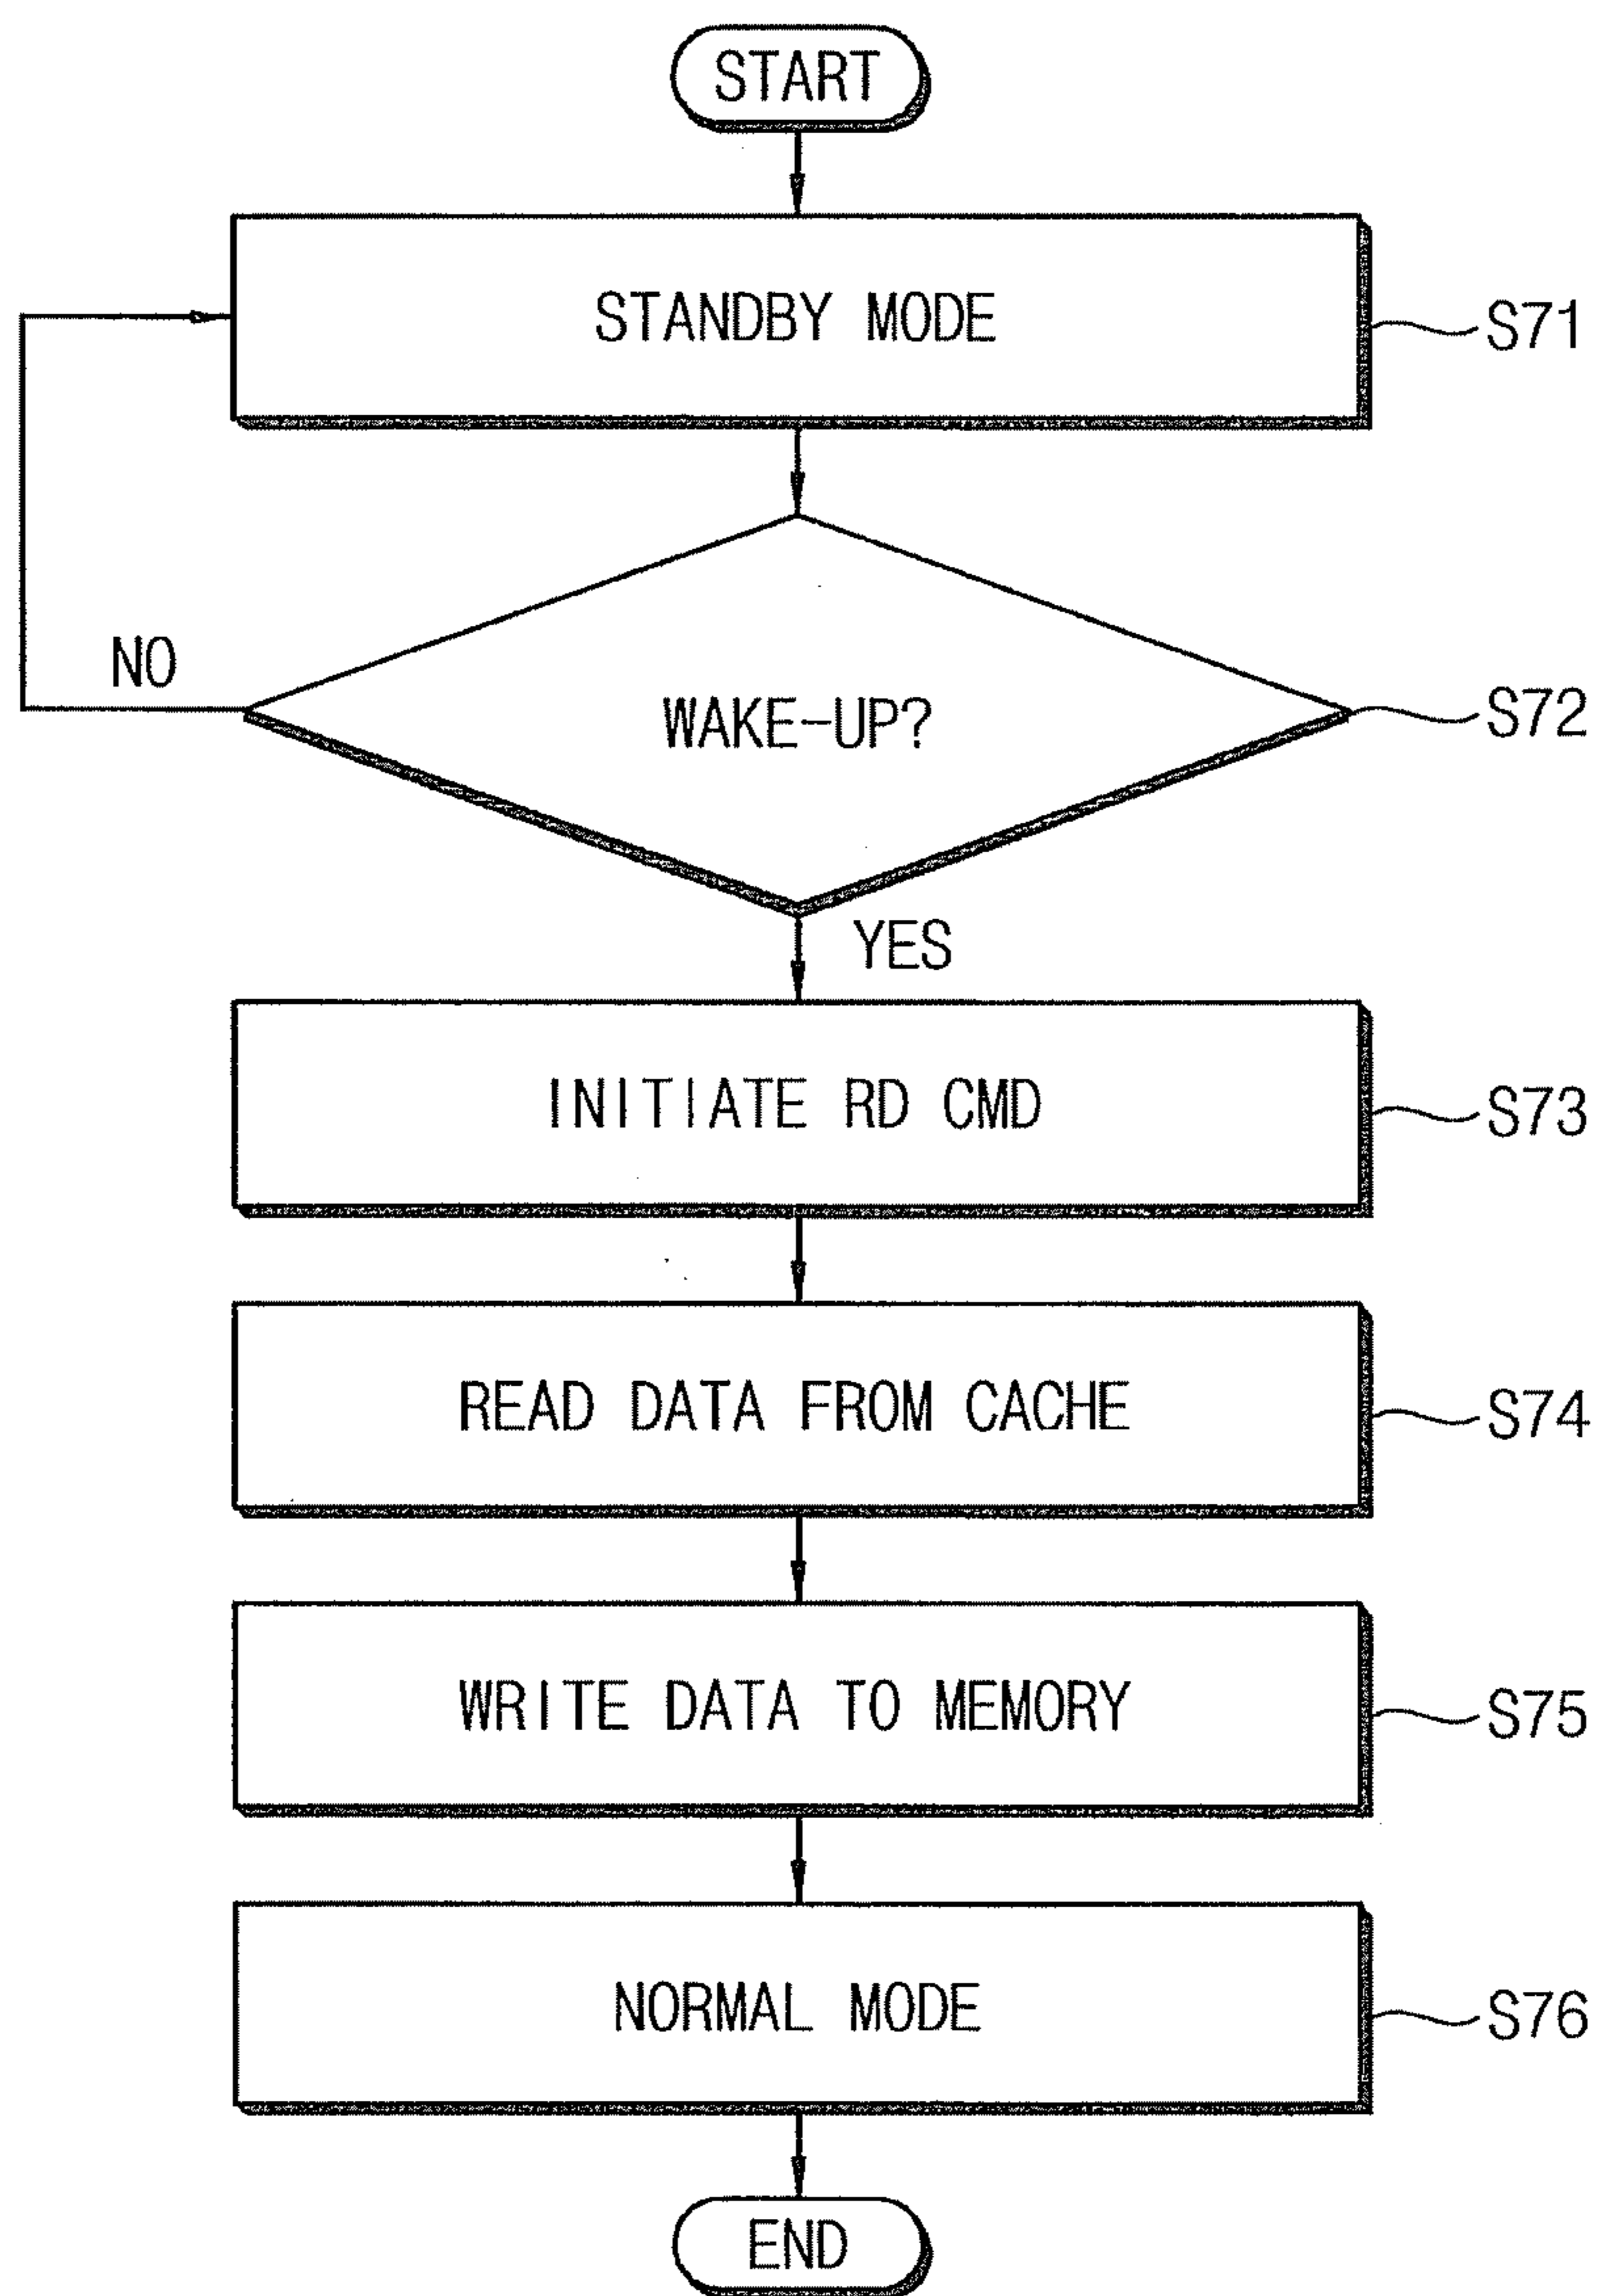 START
STANDBY MODE
S71
NO
WAKE-UP?
S72
YES
INITIATE RD CMD
S73
READ DATA FROM CACHE
S74
WRITE DATA TO MEMORY
S75
NORMAL MODE
S76
END